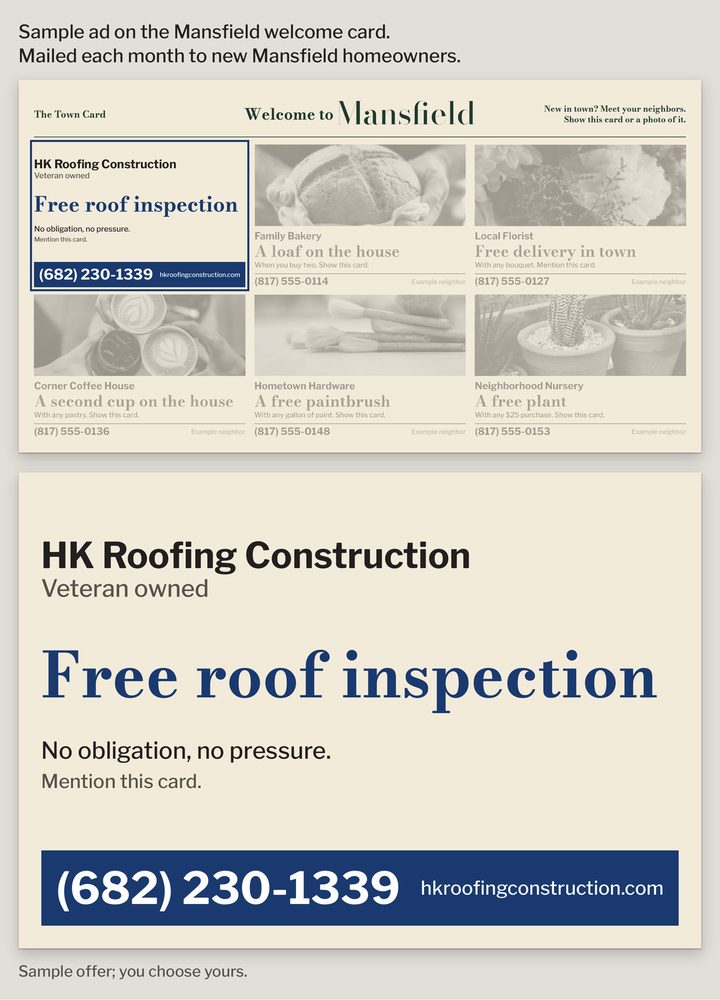 Sample ad on the Mansfield welcome card.
Mailed each month to new Mansfield homeowners.
The Town Card
Welcome to Mansfield
New in town? Meet your neighbors.
Show this card or a photo of it.
HK Roofing Construction
Veteran owned
Free roof inspection
No obligation, no pressure.
Mention this card.
(682) 230-1339 hkroofingconstruction.com
Family Bakery
A loaf on the house
When you buy two. Show this card.
(817) 555-0114 Example neighbor
Local Florist
Free delivery in town
With any bouquet. Mention this card.
(817) 555-0127 Example neighbor
Corner Coffee House
A second cup on the house
With any pastry. Show this card.
(817) 555-0136 Example neighbor
Hometown Hardware
A free paintbrush
With any gallon of paint. Show this card.
(817) 555-0148 Example neighbor
Neighborhood Nursery
A free plant
With any $25 purchase. Show this card.
(817) 555-0153 Example neighbor
HK Roofing Construction
Veteran owned
Free roof inspection
No obligation, no pressure.
Mention this card.
(682) 230-1339 hkroofingconstruction.com
Sample offer; you choose yours.